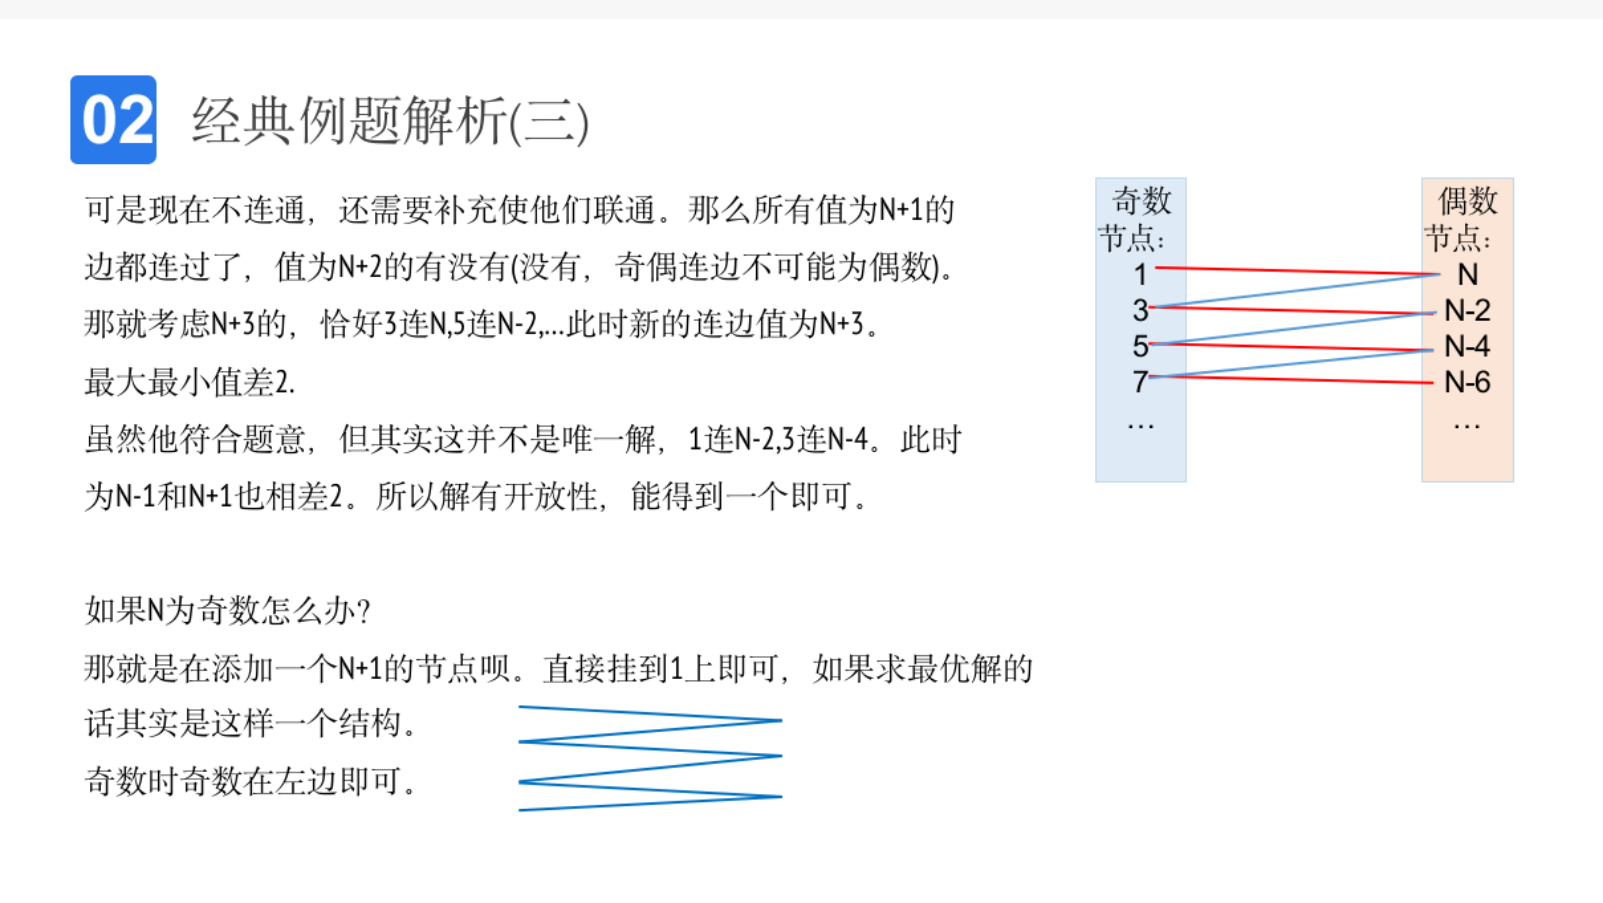 02 经典例题解析(三)
可是现在不连通，还需要补充使他们联通。那么所有值为N+1的
边都连过了，值为N+2的有没有(没有，奇偶连边不可能为偶数)。
那就考虑N+3的，恰好3连N,5连N-2,...此时新的连边值为N+3。
最大最小值差2.
虽然他符合题意，但其实这并不是唯一解，1连N-2,3连N-4。此时
为N-1和N+1也相差2。所以解有开放性，能得到一个即可。
如果N为奇数怎么办?
那就是在添加一个N+1的节点呗。直接挂到1上即可，如果求最优解的
话其实是这样一个结构。
奇数时奇数在左边即可。
奇数
节点:
1
3
5
7
...
偶数
节点:
N
N-2
N-4
N-6
...